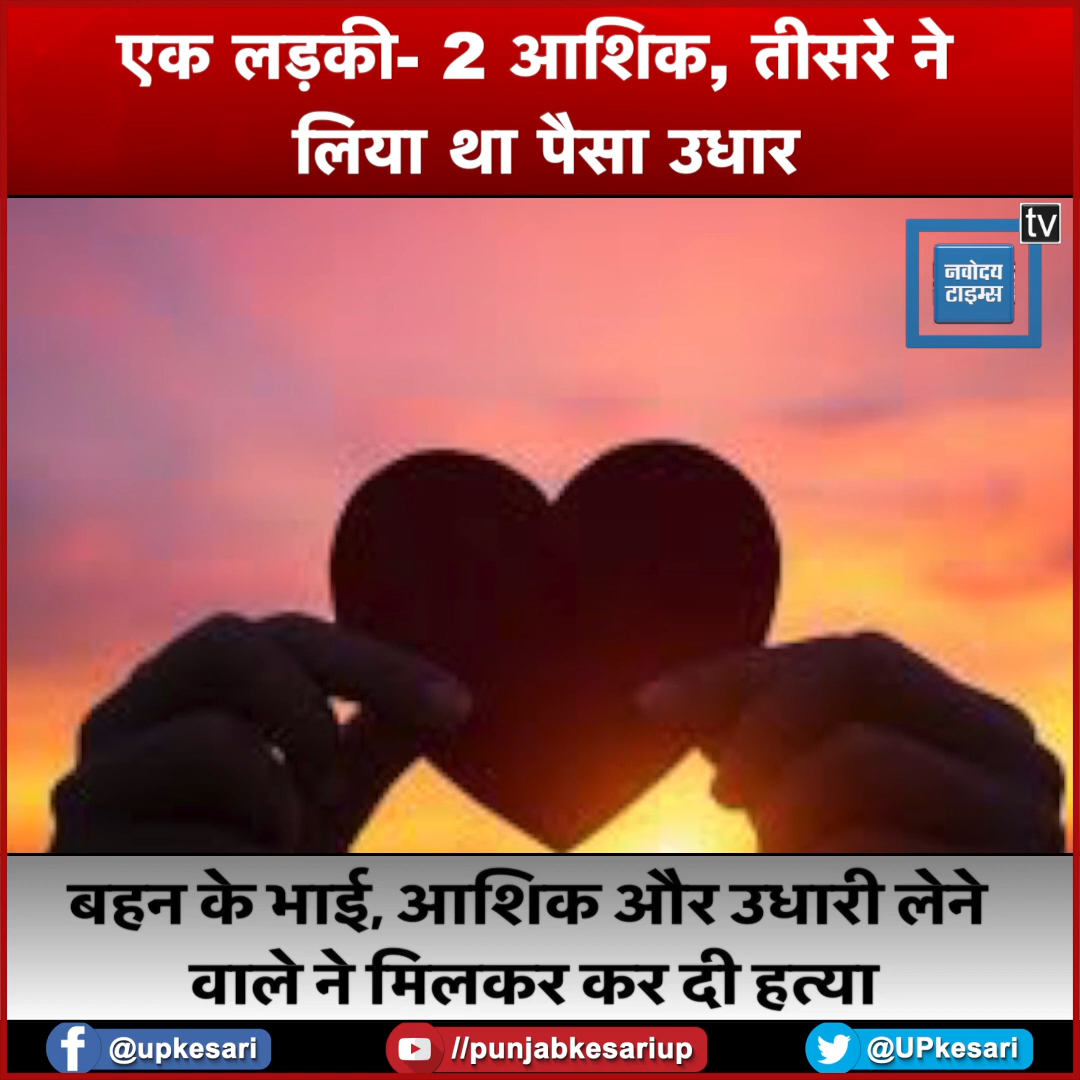 एक लड़की- 2 आशिक, तीसरे ने
लिया था पैसा उधार
tv
नवोदय
टाइम्स
बहन के भाई, आशिक और उधारी लेने
वाले ने मिलकर कर दी हत्या
@upkesari
//punjabkesariup
@UPkesari